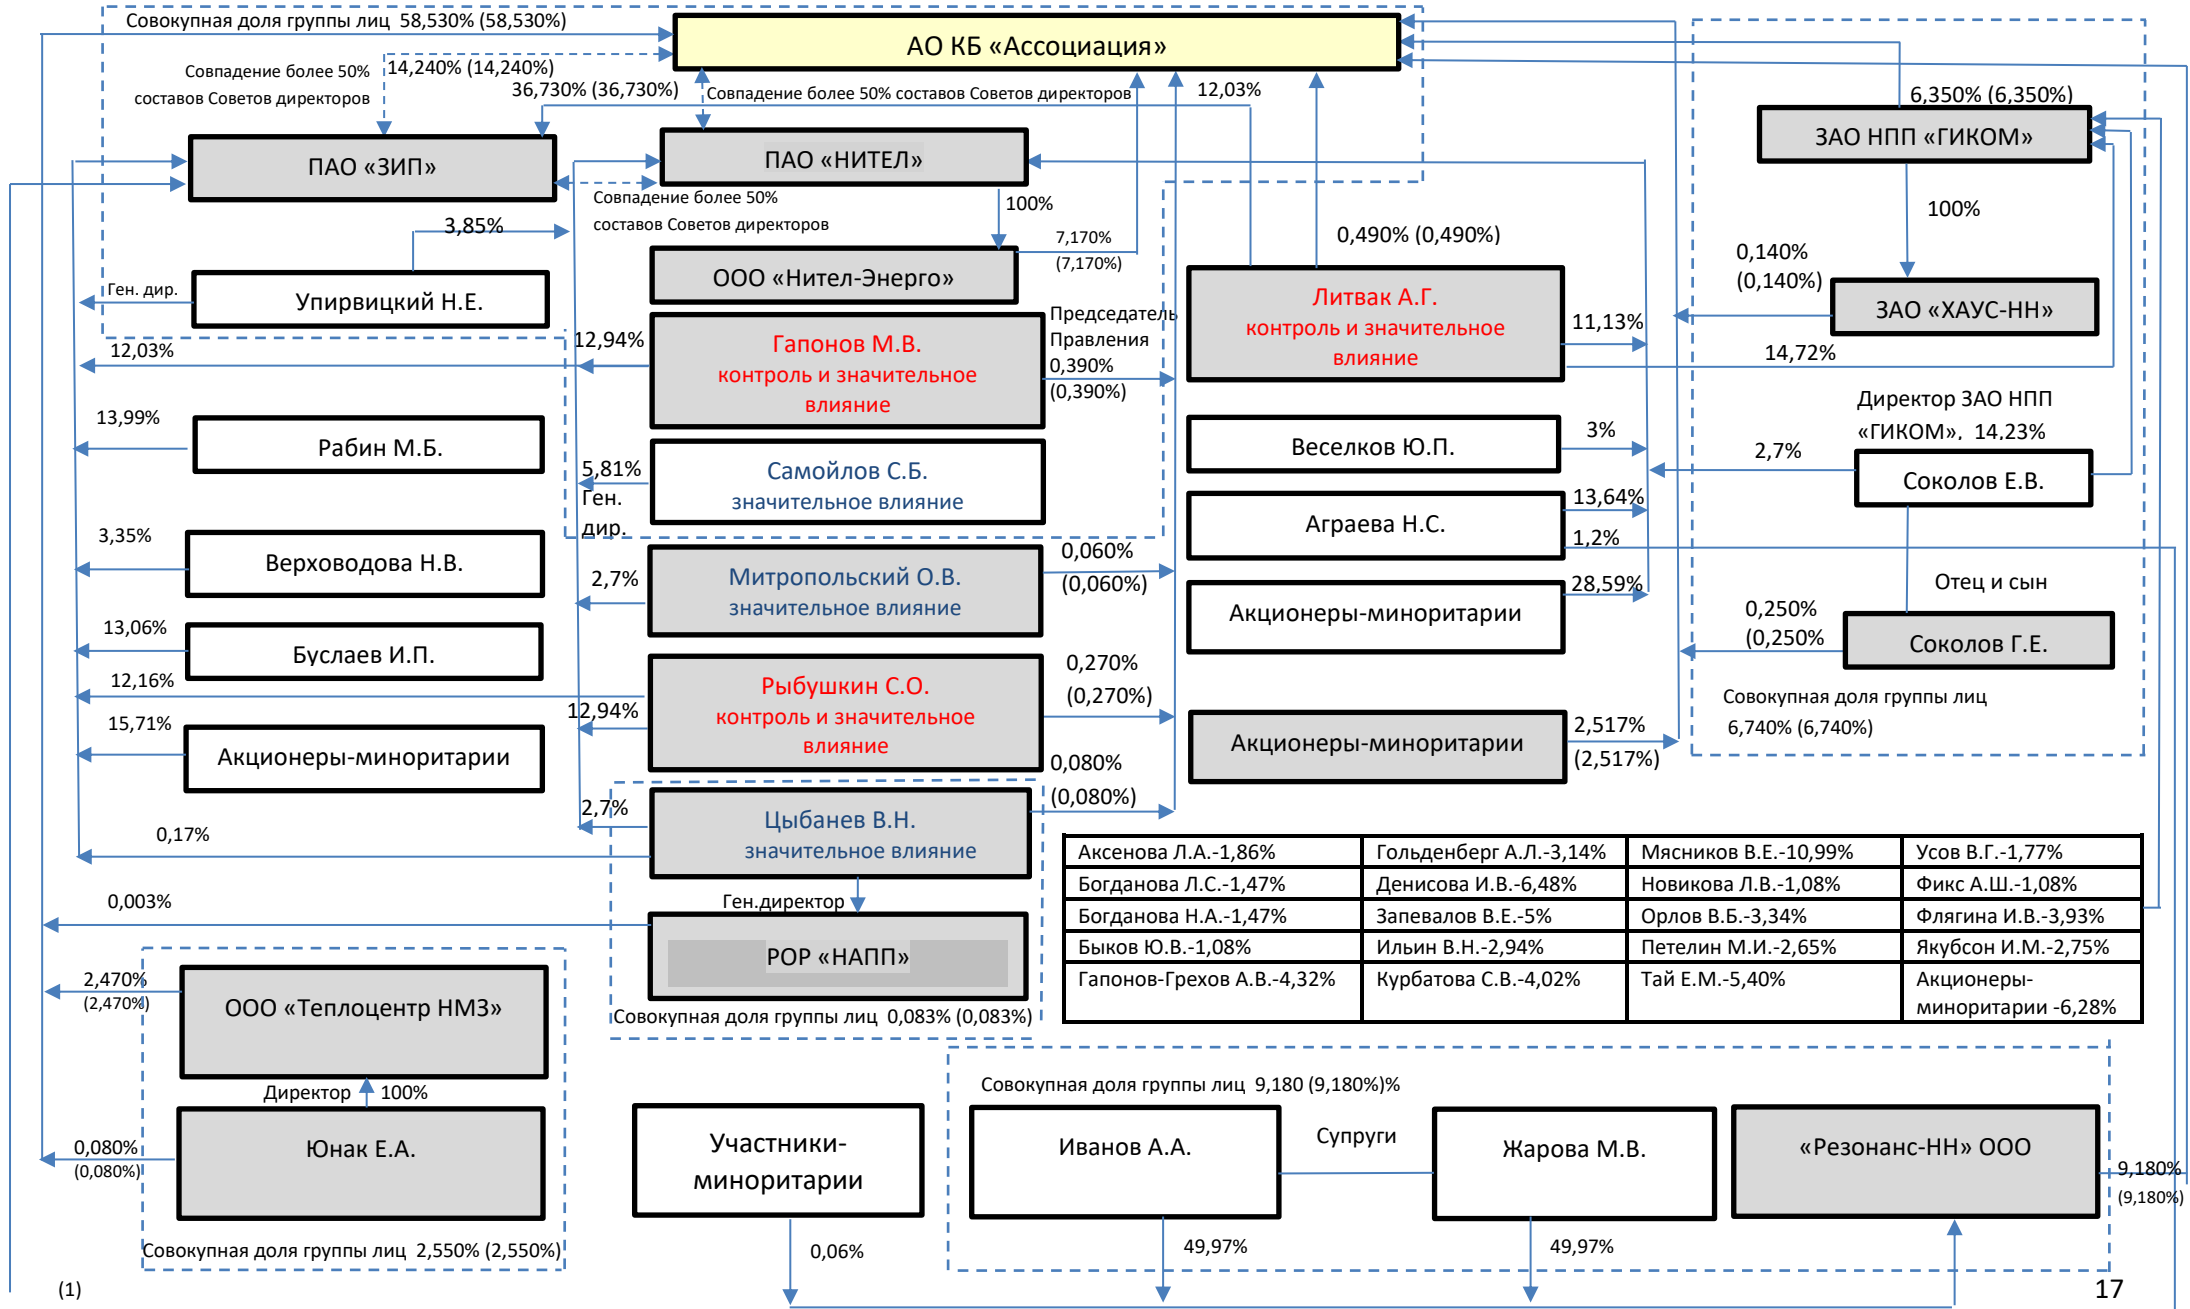 Совокупная доля группы лиц 58,530% (58,530%)
АО КБ «Ассоциация»
Совпадение более 50%
составов Советов директоров
14,240% (14,240%)
36,730% (36,730%)
Совпадение более 50% составов Советов директоров
12,03%
6,350% (6,350%)
ПАО «ЗИП»
ПАО «НИТЕЛ»
ЗАО НПП «ГИКОМ»
Совпадение более 50%
составов Советов директоров
100%
100%
3,85%
7,170%
(7,170%)
0,490% (0,490%)
0,140%
(0,140%)
Ген. дир.
Упирвицкий Н.Е.
ООО «Нител-Энерго»
ЗАО «ХАУС-НН»
Литвак А.Г.
контроль и значительное
влияние
11,13%
14,72%
12,03%
12,94%
Гапонов М.В.
контроль и значительное
влияние
Председатель
Правления
0,390%
(0,390%)
Директор ЗАО НПП
«ГИКОМ», 14,23%
13,99%
Рабин М.Б.
Веселков Ю.П.
3%
2,7%
Соколов Е.В.
5,81%
Ген.
дир.
Самойлов С.Б.
значительное влияние
Аграева Н.С.
13,64%
1,2%
3,35%
Верховодова Н.В.
2,7%
Митропольский О.В.
значительное влияние
0,060%
(0,060%)
Акционеры-миноритарии
28,59%
Отец и сын
0,250%
(0,250%
Соколов Г.Е.
13,06%
Буслаев И.П.
12,16%
12,94%
Рыбушкин С.О.
контроль и значительное
влияние
0,270%
(0,270%)
Совокупная доля группы лиц
6,740% (6,740%)
15,71%
Акционеры-миноритарии
Акционеры-миноритарии
2,517%
(2,517%)
0,080%
(0,080%)
2,7%
Цыбанев В.Н.
значительное влияние
0,17%
Ген.директор
0,003%
РОР «НАПП»
Совокупная доля группы лиц 0,083% (0,083%)
Аксенова Л.А.-1,86%
Гольденберг А.Л.-3,14%
Мясников В.Е.-10,99%
Усов В.Г.-1,77%
Богданова Л.С.-1,47%
Денисова И.В.-6,48%
Новикова Л.В.-1,08%
Фикс А.Ш.-1,08%
Богданова Н.А.-1,47%
Запевалов В.Е.-5%
Орлов В.Б.-3,34%
Флягина И.В.-3,93%
Быков Ю.В.-1,08%
Ильин В.Н.-2,94%
Петелин М.И.-2,65%
Якубсон И.М.-2,75%
Гапонов-Грехов А.В.-4,32%
Курбатова С.В.-4,02%
Тай Е.М.-5,40%
Акционеры-
миноритарии -6,28%
2,470%
(2,470%)
ООО «Теплоцентр НМЗ»
Директор 100%
0,080%
(0,080%)
Юнак Е.А.
Совокупная доля группы лиц 2,550% (2,550%)
Участники-
миноритарии
0,06%
Совокупная доля группы лиц 9,180 (9,180%)%
Иванов А.А.
Супруги
Жарова М.В.
«Резонанс-НН» ООО
9,180%
(9,180%)
49,97%
49,97%
(1)
17